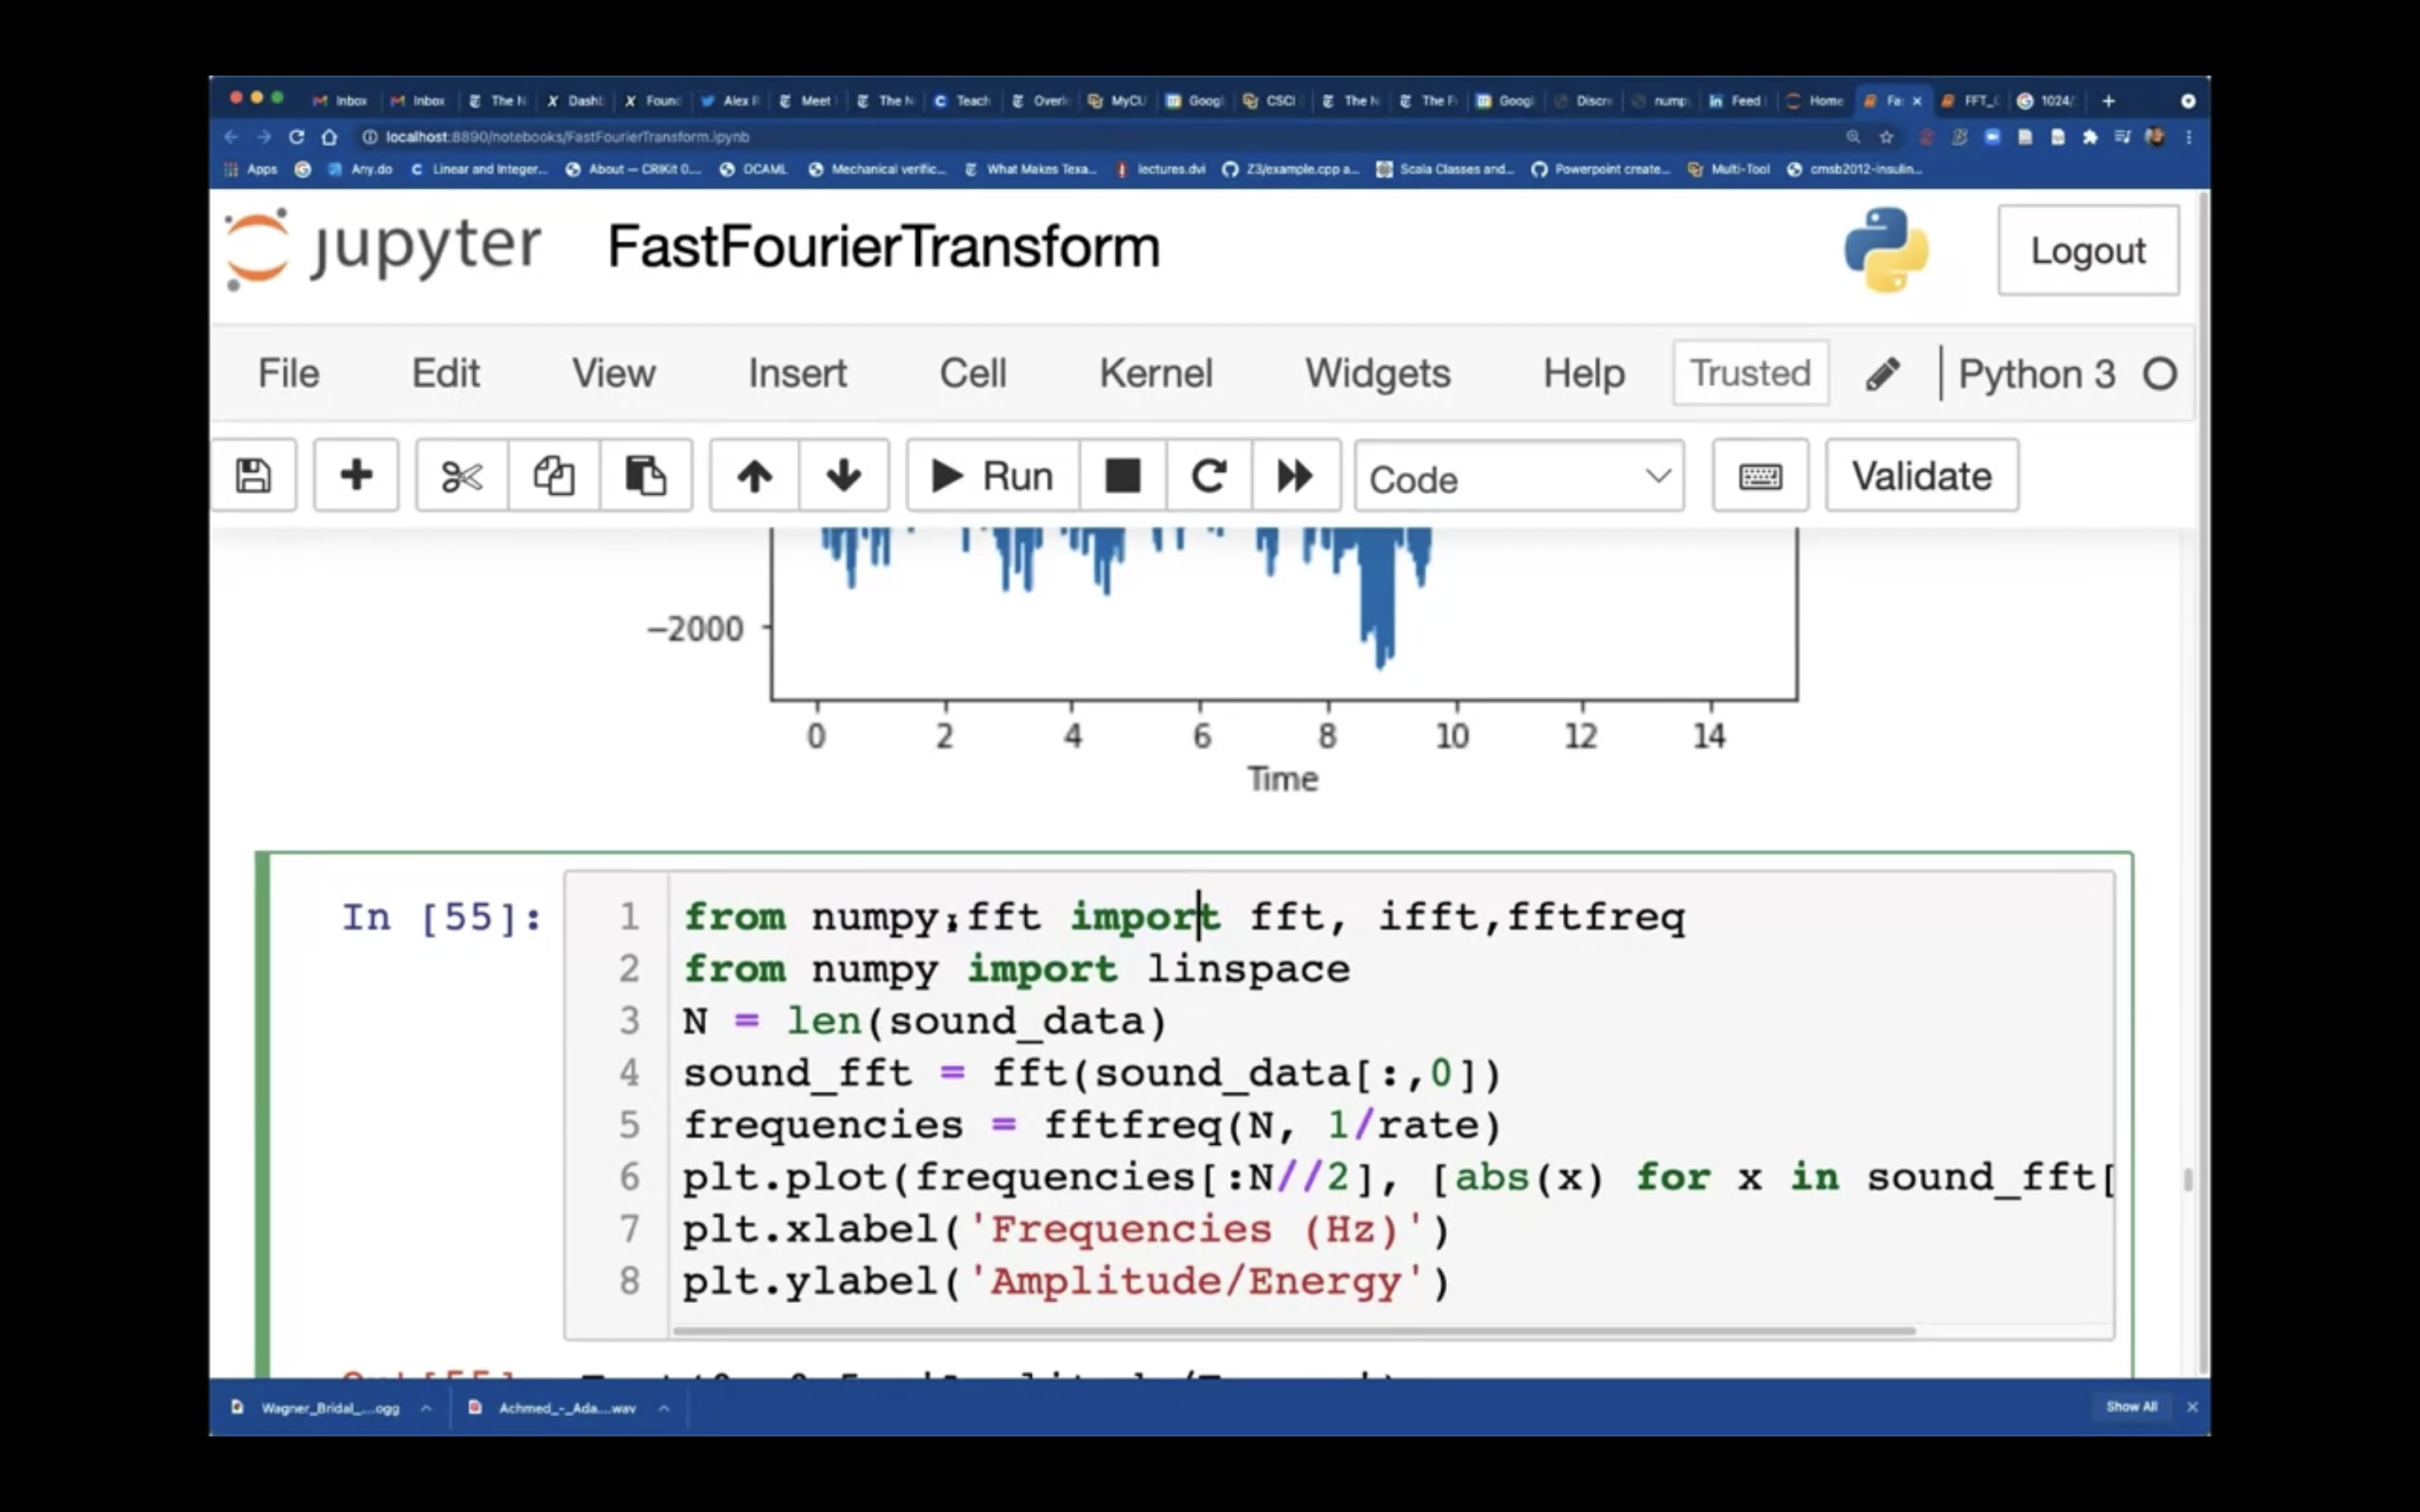 Inbox Inbox The N Dashb Foun Alex R Meet The N Teach Overl MyCU Googl CSCI The N The F Googl Discre nump Feed Home Fa FFT_C 1024/
localhost:8890/notebooks/FastFourierTransform.ipynb
Apps Any.do Linear and Integer... About — CRIKit 0.... OCAML Mechanical verific... What Makes Texa... lectures.dvi Z3/example.cpp a... Scala Classes and... Powerpoint create... Multi-Tool cmsb2012-insulin...
jupyter FastFourierTransform Logout
File Edit View Insert Cell Kernel Widgets Help Trusted Python 3
Run Code Validate
−2000
0 2 4 6 8 10 12 14
Time
In [55]: 1 from numpy.fft import fft, ifft,fftfreq
2 from numpy import linspace
3 N = len(sound_data)
4 sound_fft = fft(sound_data[:,0])
5 frequencies = fftfreq(N, 1/rate)
6 plt.plot(frequencies[:N//2], [abs(x) for x in sound_fft[
7 plt.xlabel('Frequencies (Hz)')
8 plt.ylabel('Amplitude/Energy')
Wagner_Bridal_....ogg Achmed_-_Ada....wav Show All